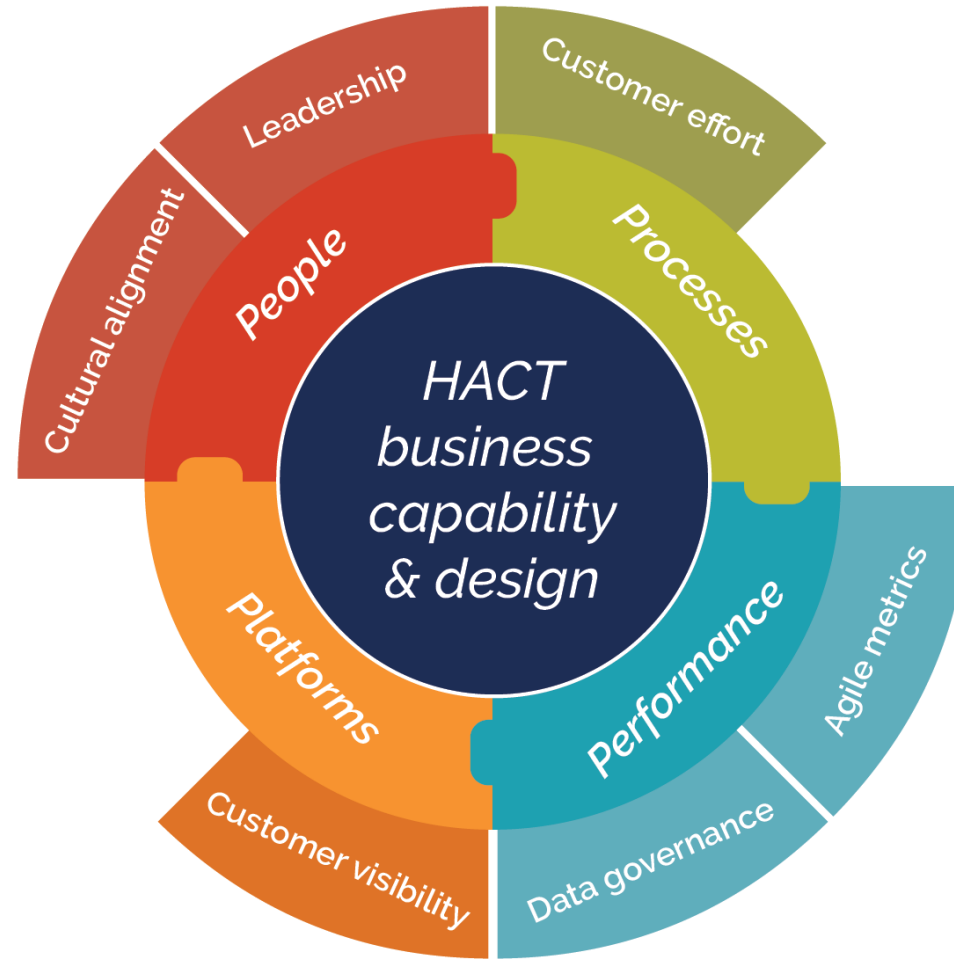 Leadership
Customer effort
Cultural alignment
People
Processes
HACT
business
capability
& design
Platforms
Performance
Agile metrics
Customer visibility
Data governance